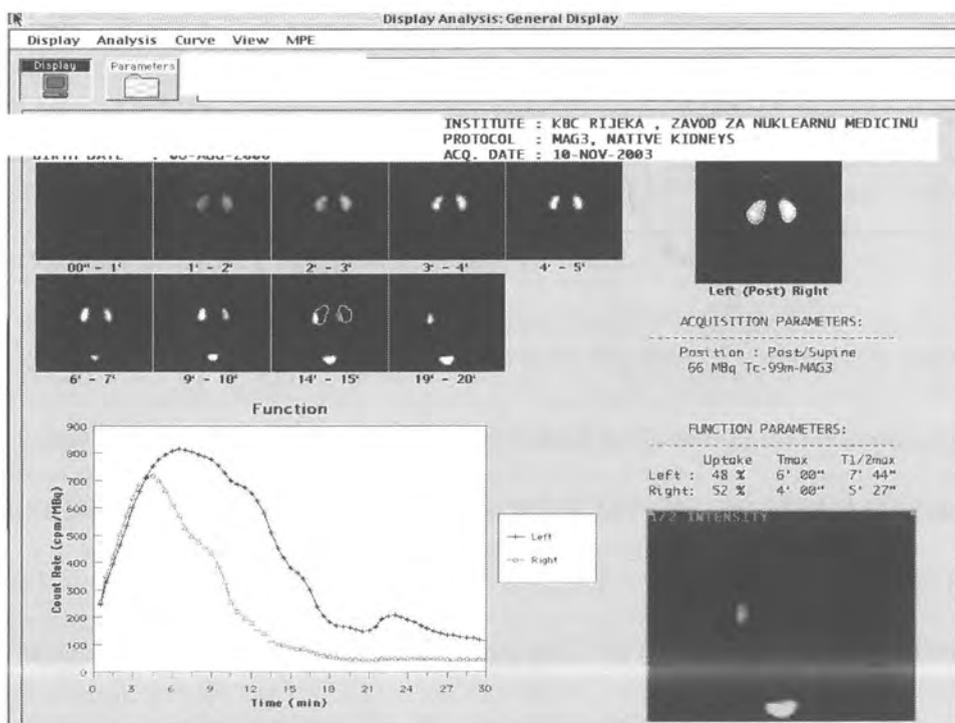 Display Analysis: General Display
Display Analysis Curve View MPE
Display Parameters
INSTITUTE : KBC RIJEKA , ZAVOD ZA NUKLEARNU MEDICINU
PROTOCOL : MAG3, NATIVE KIDNEYS
ACQ. DATE : 10-NOV-2003
BIRTH DATE :
00" - 1' 1' - 2' 2' - 3' 3' - 4' 4' - 5'
Left (Post) Right
6' - 7' 9' - 10' 14' - 15' 19' - 20'
ACQUISITION PARAMETERS:
Position : Post/Supine
66 MBq Tc-99m-MAG3
Function
FUNCTION PARAMETERS:
Uptake Tmax T1/2max
Left : 48 % 6' 00" 7' 44"
Right: 52 % 4' 00" 5' 27"
1/2 INTENSITY
Count Rate (cpm/MBq)
900
800
700
600
500
400
300
200
100
0
0 3 6 9 12 15 18 21 24 27 30
Time (min)
Left
Right